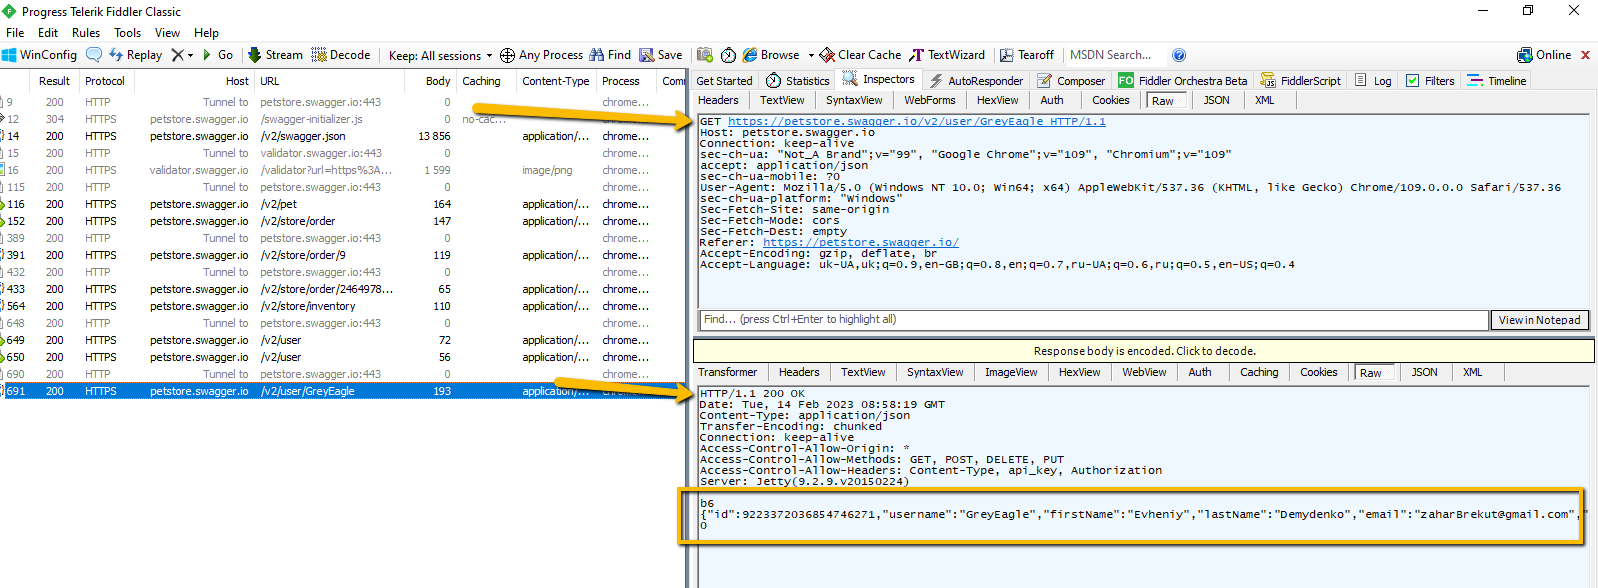 Progress Telerik Fiddler Classic
File Edit Rules Tools View Help
WinConfig Replay Go Stream Decode Keep: All sessions Any Process Find Save Browse Clear Cache TextWizard Tearoff MSDN Search... Online
Result Protocol Host URL Body Caching Content-Type Process
9 200 HTTP Tunnel to petstore.swagger.io:443 0 chrome...
12 304 HTTPS petstore.swagger.io /swagger-initializer.js 0 no-cac... chrome...
14 200 HTTPS petstore.swagger.io /v2/swagger.json 13 856 application/... chrome...
15 200 HTTP Tunnel to validator.swagger.io:443 0 chrome...
16 200 HTTPS validator.swagger.io /validator?url=https%3A... 1 599 image/png chrome...
115 200 HTTP Tunnel to petstore.swagger.io:443 0 chrome...
116 200 HTTPS petstore.swagger.io /v2/pet 164 application/... chrome...
152 200 HTTPS petstore.swagger.io /v2/store/order 147 application/... chrome...
389 200 HTTP Tunnel to petstore.swagger.io:443 0 chrome...
391 200 HTTPS petstore.swagger.io /v2/store/order/9 119 application/... chrome...
432 200 HTTP Tunnel to petstore.swagger.io:443 0 chrome...
433 200 HTTPS petstore.swagger.io /v2/store/order/2464978... 65 application/... chrome...
564 200 HTTPS petstore.swagger.io /v2/store/inventory 110 application/... chrome...
648 200 HTTP Tunnel to petstore.swagger.io:443 0 chrome...
649 200 HTTPS petstore.swagger.io /v2/user 72 application/... chrome...
650 200 HTTPS petstore.swagger.io /v2/user 56 application/... chrome...
690 200 HTTP Tunnel to petstore.swagger.io:443 0 chrome...
691 200 HTTPS petstore.swagger.io /v2/user/GreyEagle 193 application/... chrome...
Get Started Statistics Inspectors AutoResponder Composer FO Fiddler Orchestra Beta FiddlerScript Log Filters Timeline
Headers TextView SyntaxView WebForms HexView Auth Cookies Raw JSON XML
GET https://petstore.swagger.io/v2/user/GreyEagle HTTP/1.1
Host: petstore.swagger.io
Connection: keep-alive
sec-ch-ua: "Not_A Brand";v="99", "Google Chrome";v="109", "Chromium";v="109"
accept: application/json
sec-ch-ua-mobile: ?0
User-Agent: Mozilla/5.0 (Windows NT 10.0; Win64; x64) AppleWebKit/537.36 (KHTML, like Gecko) Chrome/109.0.0.0 Safari/537.36
sec-ch-ua-platform: "Windows"
Sec-Fetch-Site: same-origin
Sec-Fetch-Mode: cors
Sec-Fetch-Dest: empty
Referer: https://petstore.swagger.io/
Accept-Encoding: gzip, deflate, br
Accept-Language: uk-UA,uk;q=0.9,en-GB;q=0.8,en;q=0.7,ru-UA;q=0.6,ru;q=0.5,en-US;q=0.4
Find... (press Ctrl+Enter to highlight all) View in Notepad
Response body is encoded. Click to decode.
Transformer Headers TextView SyntaxView ImageView HexView WebView Auth Caching Cookies Raw JSON XML
HTTP/1.1 200 OK
Date: Tue, 14 Feb 2023 08:58:19 GMT
Content-Type: application/json
Transfer-Encoding: chunked
Connection: keep-alive
Access-Control-Allow-Origin: *
Access-Control-Allow-Methods: GET, POST, DELETE, PUT
Access-Control-Allow-Headers: Content-Type, api_key, Authorization
Server: Jetty(9.2.9.v20150224)
b6
{"id":9223372036854746271,"username":"GreyEagle","firstName":"Evheniy","lastName":"Demydenko","email":"zaharBrekut@gmail.com","
0